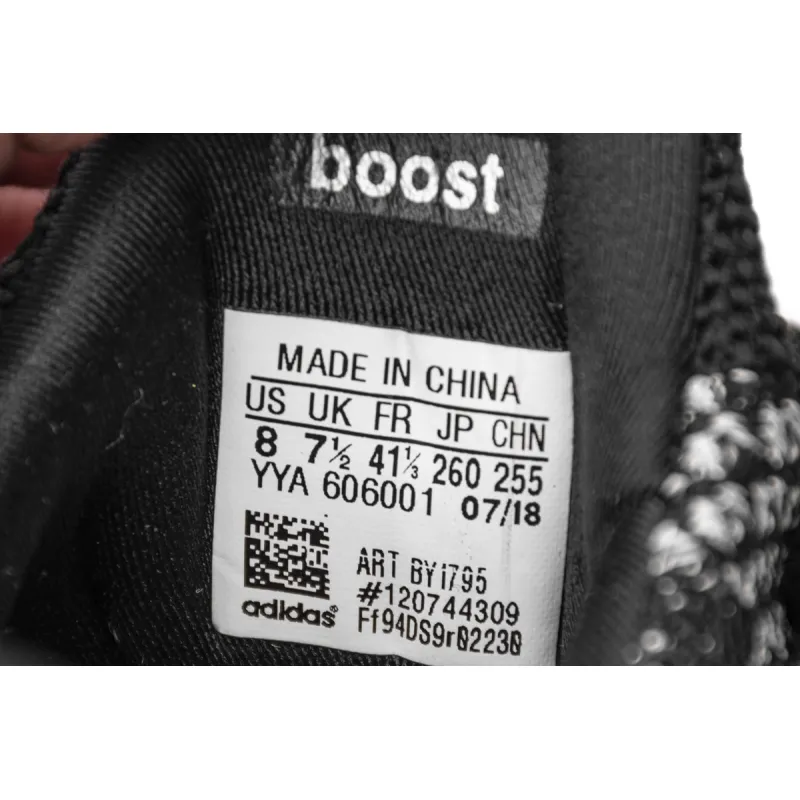 boost
MADE IN CHINA
US UK FR JP CHN
8 7½ 41⅓ 260 255
YYA 606001 07/18
ART BY1795
#120744309
Ff94DS9r02230
adidas®